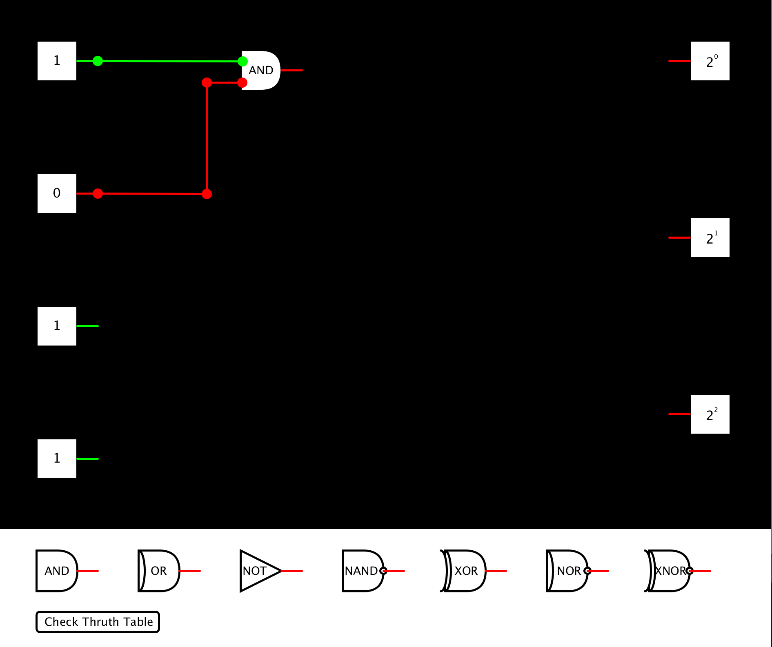 1
AND
2⁰
0
2¹
1
2²
1
AND
OR
NOT
NAND
XOR
NOR
XNOR
Check Thruth Table